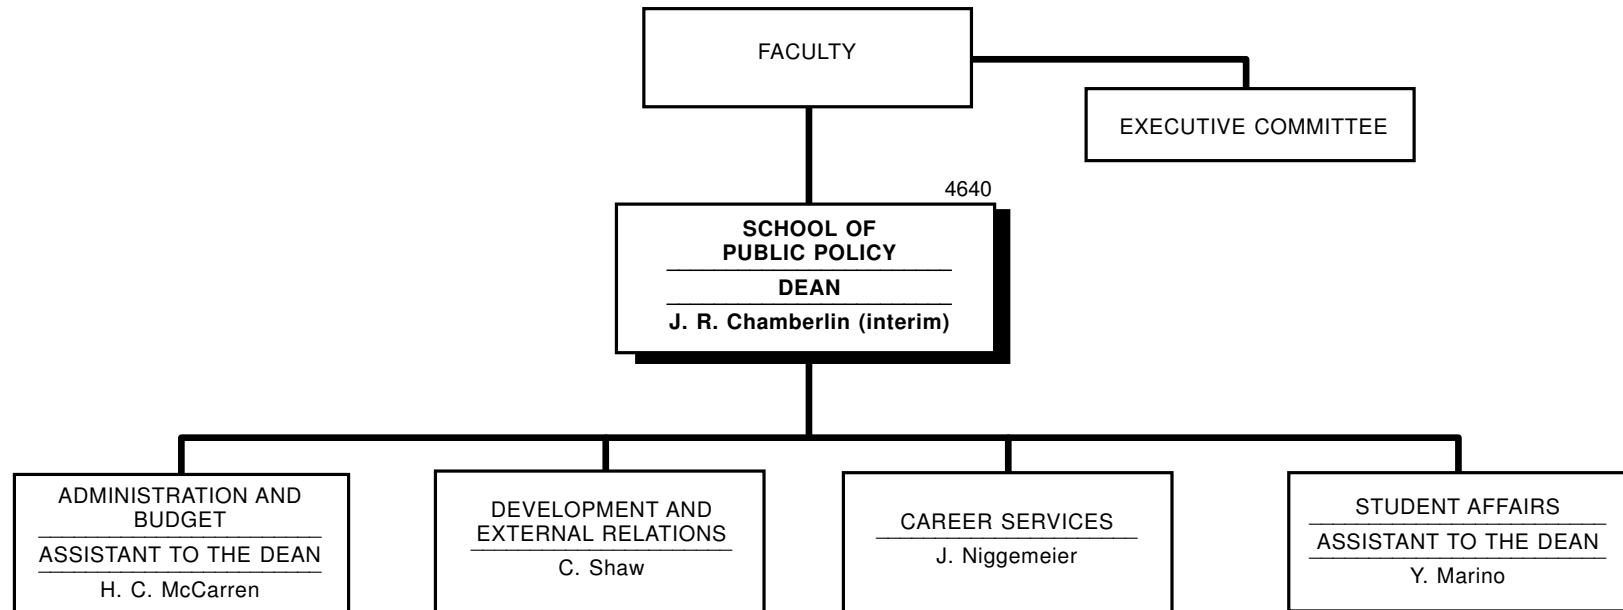 FACULTY
EXECUTIVE COMMITTEE
4640
SCHOOL OF
PUBLIC POLICY
DEAN
J. R. Chamberlin (interim)
ADMINISTRATION AND
BUDGET
ASSISTANT TO THE DEAN
H. C. McCarren
DEVELOPMENT AND
EXTERNAL RELATIONS
C. Shaw
CAREER SERVICES
J. Niggemeier
STUDENT AFFAIRS
ASSISTANT TO THE DEAN
Y. Marino